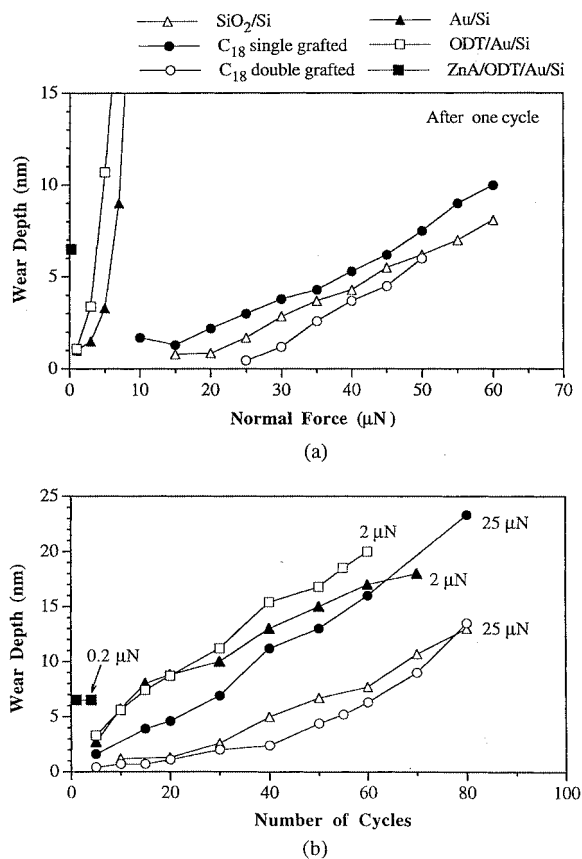 SiO2/Si
Au/Si
C18 single grafted
ODT/Au/Si
C18 double grafted
ZnA/ODT/Au/Si
15
After one cycle
10
5
0
Wear Depth (nm)
0 10 20 30 40 50 60 70
Normal Force (μN)
(a)
25
20
15
10
5
0
Wear Depth (nm)
2 μN
25 μN
2 μN
0.2 μN
25 μN
0 20 40 60 80 100
Number of Cycles
(b)